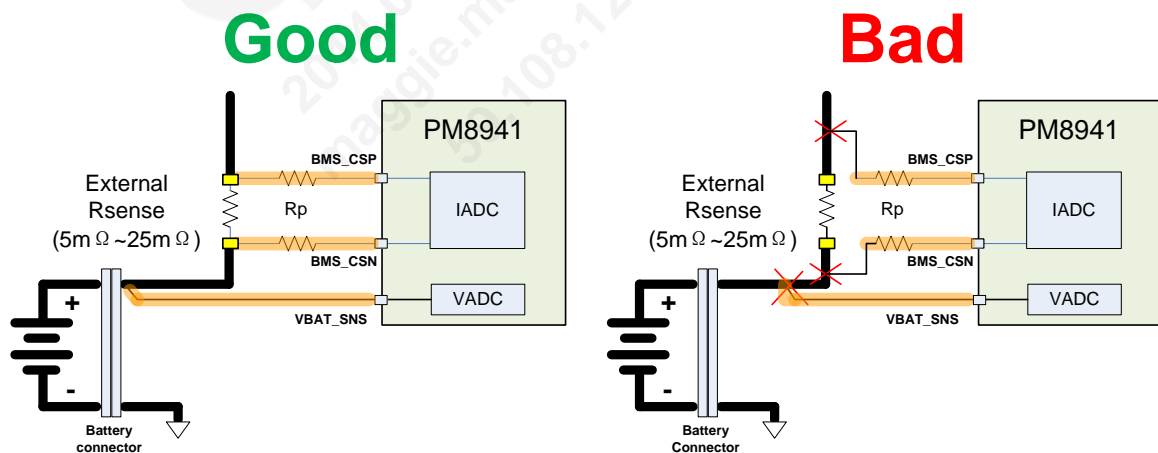 Good
PM8941
BMS_CSP
External
Rsense
(5mΩ~25mΩ)
Rp
IADC
BMS_CSN
+
VADC
VBAT_SNS
-
Battery
connector
Bad
PM8941
BMS_CSP
External
Rsense
(5mΩ~25mΩ)
Rp
IADC
BMS_CSN
+
VADC
VBAT_SNS
-
Battery
Connector